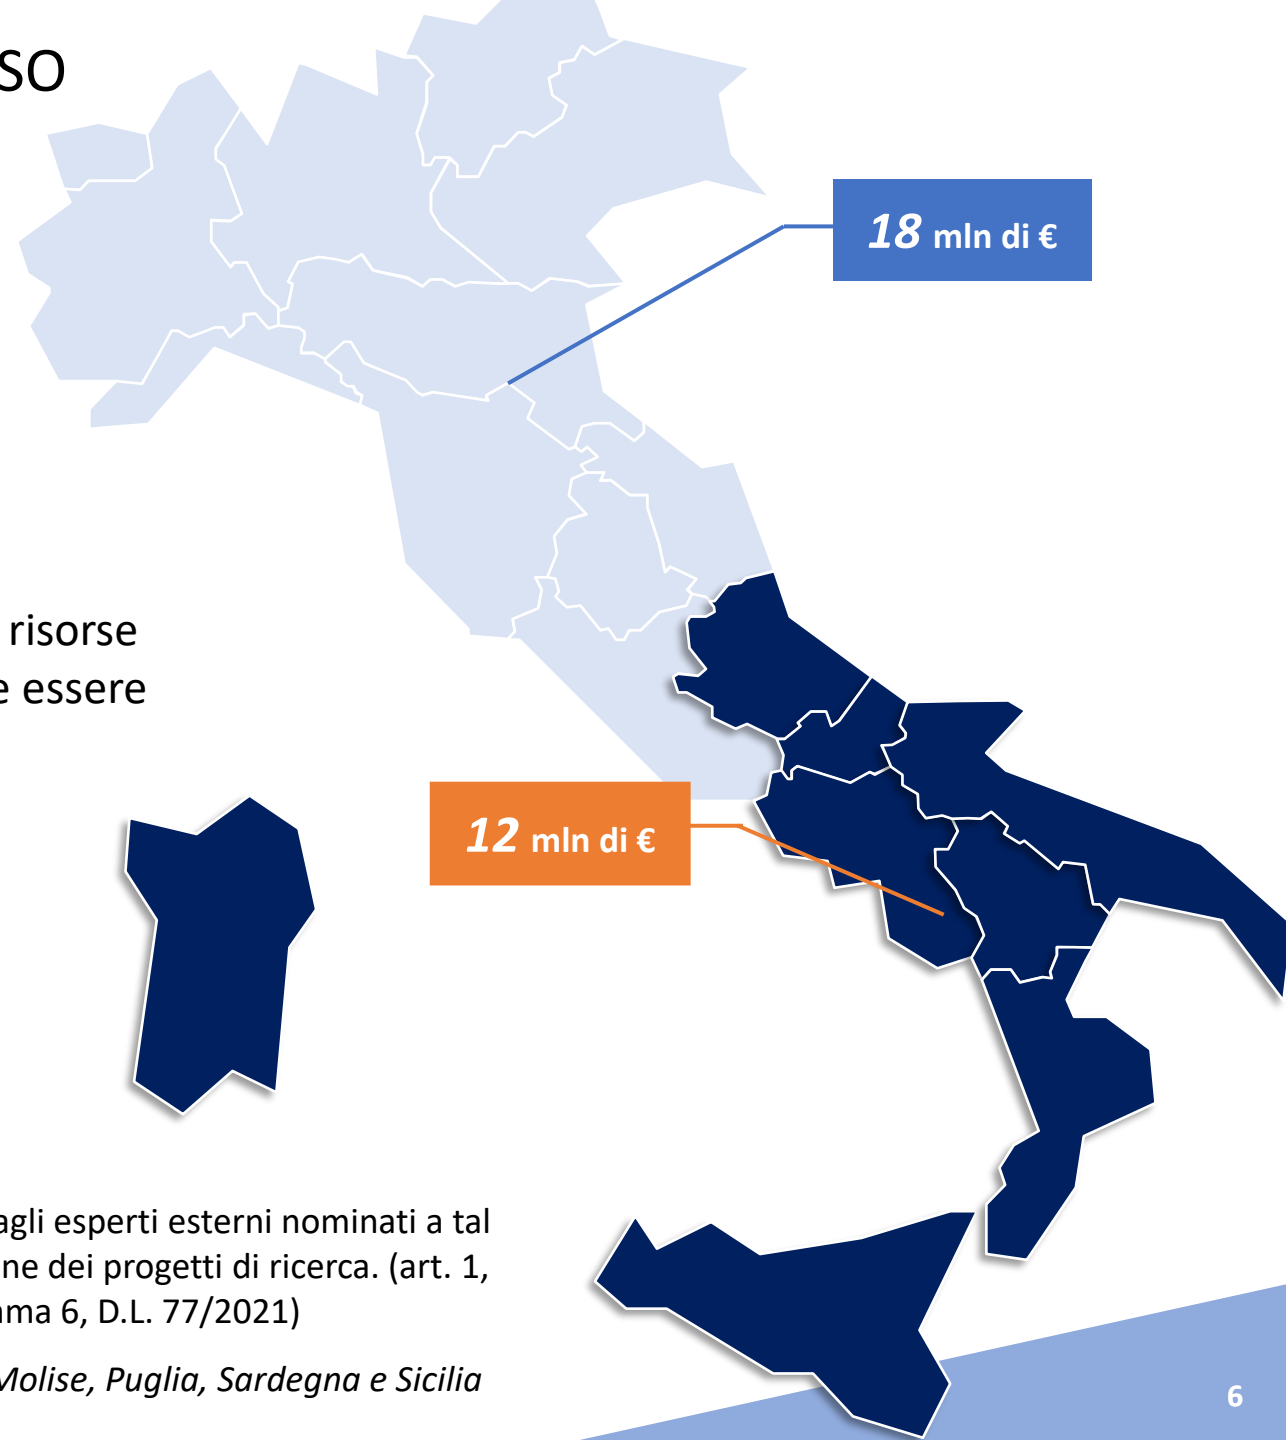 SO
18 mln di €
risorse
e essere
12 mln di €
agli esperti esterni nominati a tal
ne dei progetti di ricerca. (art. 1,
ma 6, D.L. 77/2021)
Molise, Puglia, Sardegna e Sicilia
6